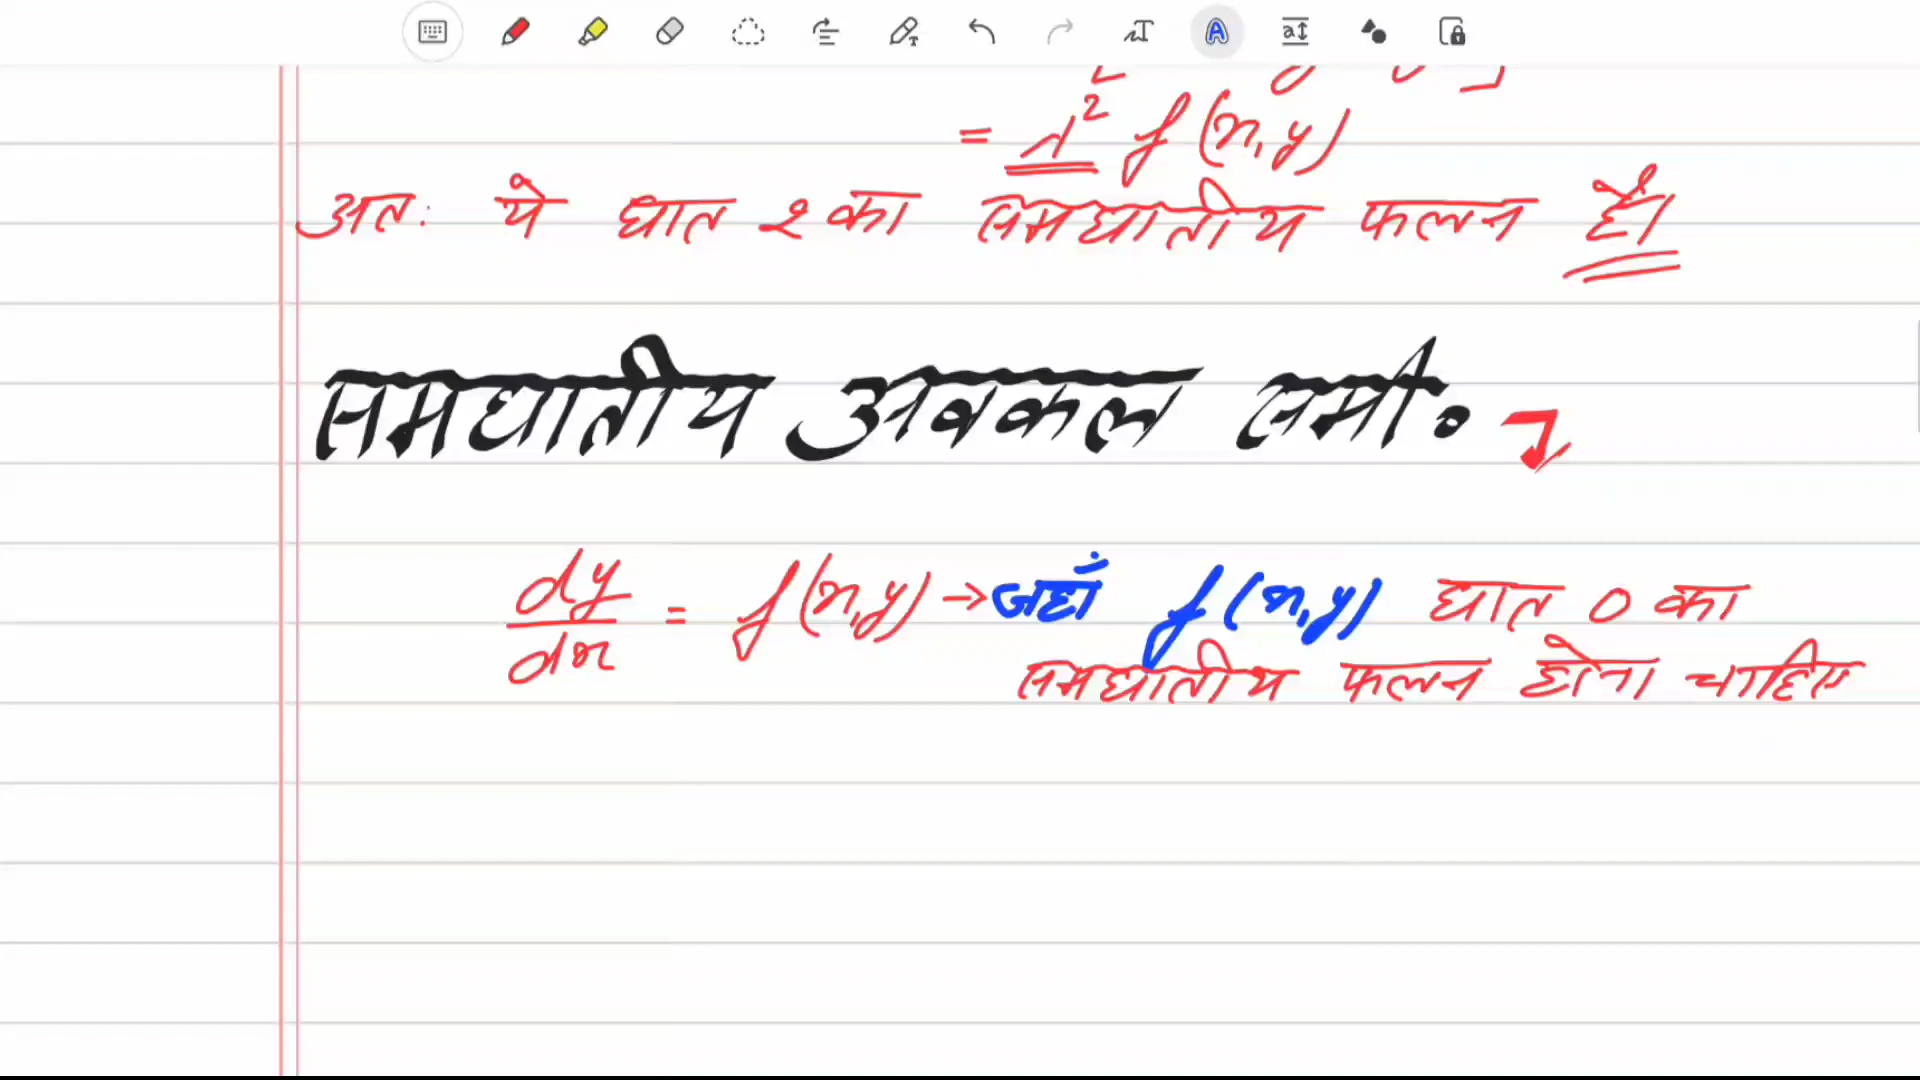 = λ² f(x,y)
अतः ये घात 2 का समघातीय फलन है।
समघातीय अवकल समी०
dy/dx = f(x,y) → जहाँ f(x,y) घात 0 का
समघातीय फलन होना चाहिए